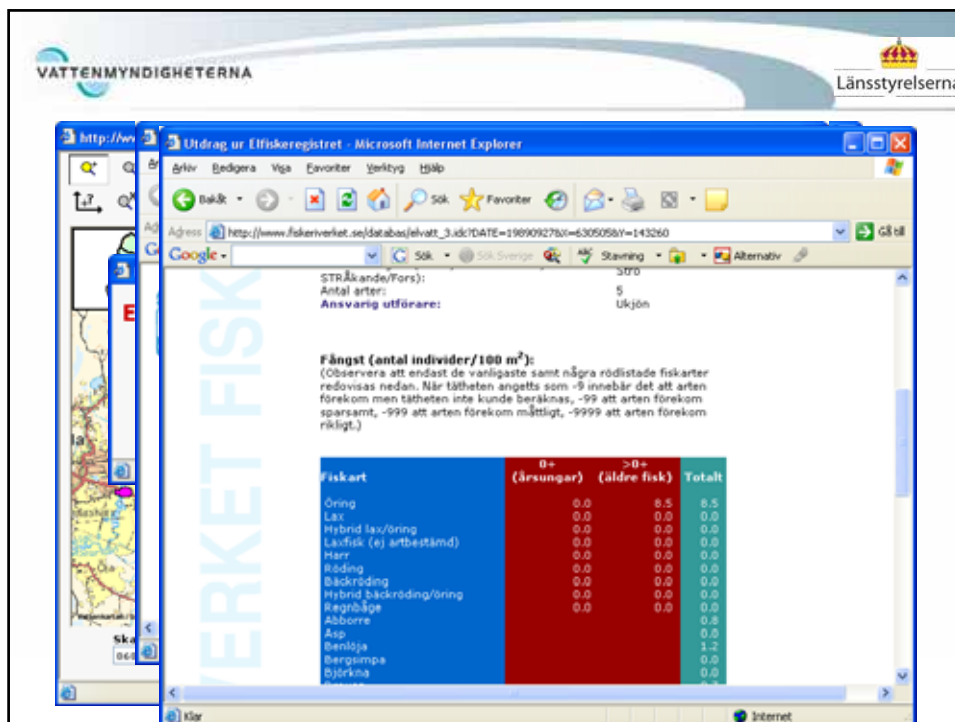 VATTENMYNDIGHETERNA
Länsstyrelserna
http://ww
Utdrag ur Elfiskeregistret - Microsoft Internet Explorer
Arkiv Redigera Visa Favoriter Verktyg Hjälp
Bakåt Sök Favoriter
Adress http://www.fiskeriverket.se/databas/elvatt_3.idc?DATE=19890927&X=630505&Y=143260 Gå till
Google Sök Sök Sverige Stavning Alternativ
STRÅkande/Fors): Strö
Antal arter: 5
Ansvarig utförare: Ukjön
Fångst (antal individer/100 m²):
(Observera att endast de vanligaste samt några rödlistade fiskarter
redovisas nedan. När tätheten angetts som -9 innebär det att arten
förekom men tätheten inte kunde beräknas, -99 att arten förekom
sparsamt, -999 att arten förekom måttligt, -9999 att arten förekom
rikligt.)
Fiskart 0+ (årsungar) >0+ (äldre fisk) Totalt
Öring 0.0 8.5 8.5
Lax 0.0 0.0 0.0
Hybrid lax/öring 0.0 0.0 0.0
Laxfisk (ej artbestämd) 0.0 0.0 0.0
Harr 0.0 0.0 0.0
Röding 0.0 0.0 0.0
Bäckröding 0.0 0.0 0.0
Hybrid bäckröding/öring 0.0 0.0 0.0
Regnbåge 0.0 0.0 0.0
Abborre 0.8
Asp 0.0
Benlöja 1.2
Bergsimpa 0.0
Björkna 0.0
VERKET FISK
Ska
Klar Internet